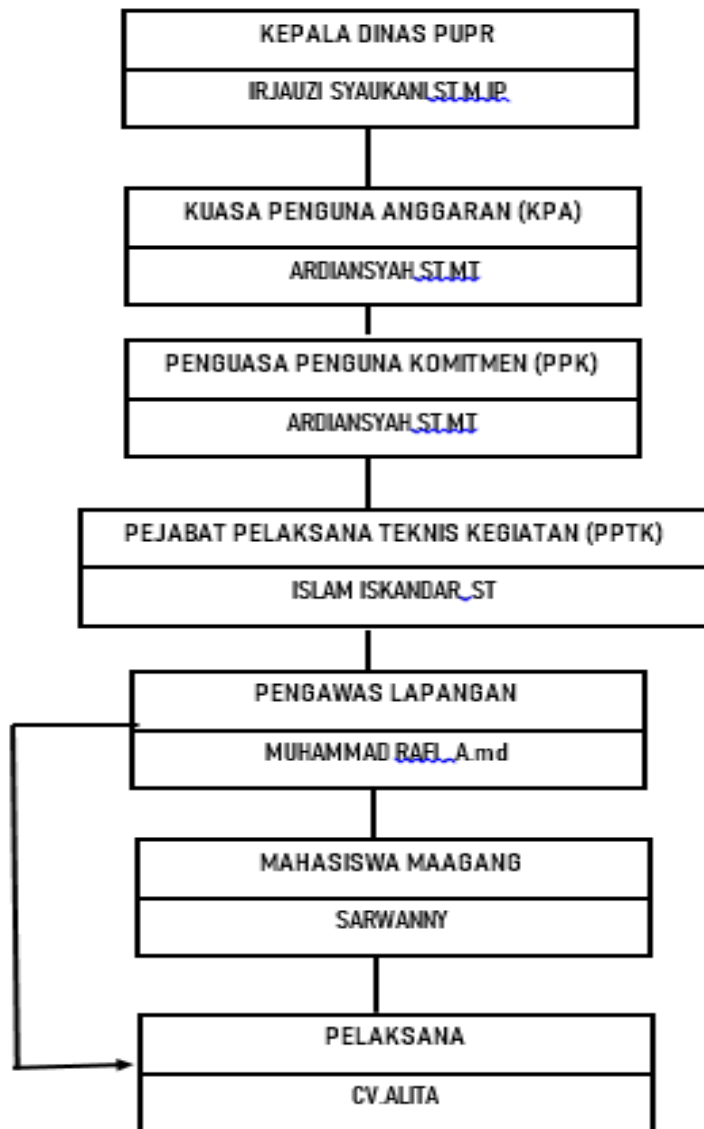 KEPALA DINAS PUPR
IRJAUZI SYAUKANI,ST.M.IP
KUASA PENGUNA ANGGARAN (KPA)
ARDIANSYAH.ST.MT
PENGUASA PENGUNA KOMITMEN (PPK)
ARDIANSYAH.ST.MT
PEJABAT PELAKSANA TEKNIS KEGIATAN (PPTK)
ISLAM ISKANDAR, ST
PENGAWAS LAPANGAN
MUHAMMAD RAFI, A.md
MAHASISWA MAAGANG
SARWANNY
PELAKSANA
CV.ALITA